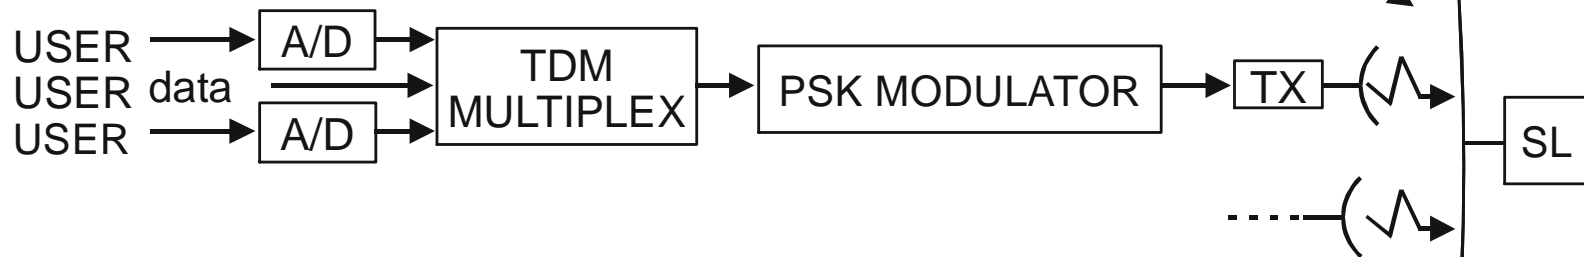 USER
A/D
USER data
USER
A/D
TDM
MULTIPLEX
PSK MODULATOR
TX
SL